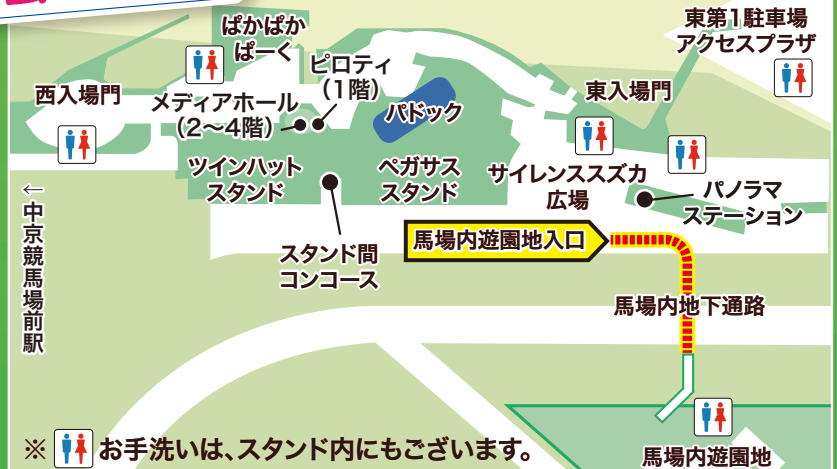 ぱかぱか
ぱーく
ピロティ
(1階)
東第1駐車場
アクセスプラザ
西入場門
メディアホール
(2〜4階)
パドック
東入場門
ツインハット
スタンド
ペガサス
スタンド
サイレンススズカ
広場
パノラマ
ステーション
←中京競馬場前駅
スタンド間
コンコース
馬場内遊園地入口
馬場内地下通路
馬場内遊園地
※ お手洗いは、スタンド内にもございます。